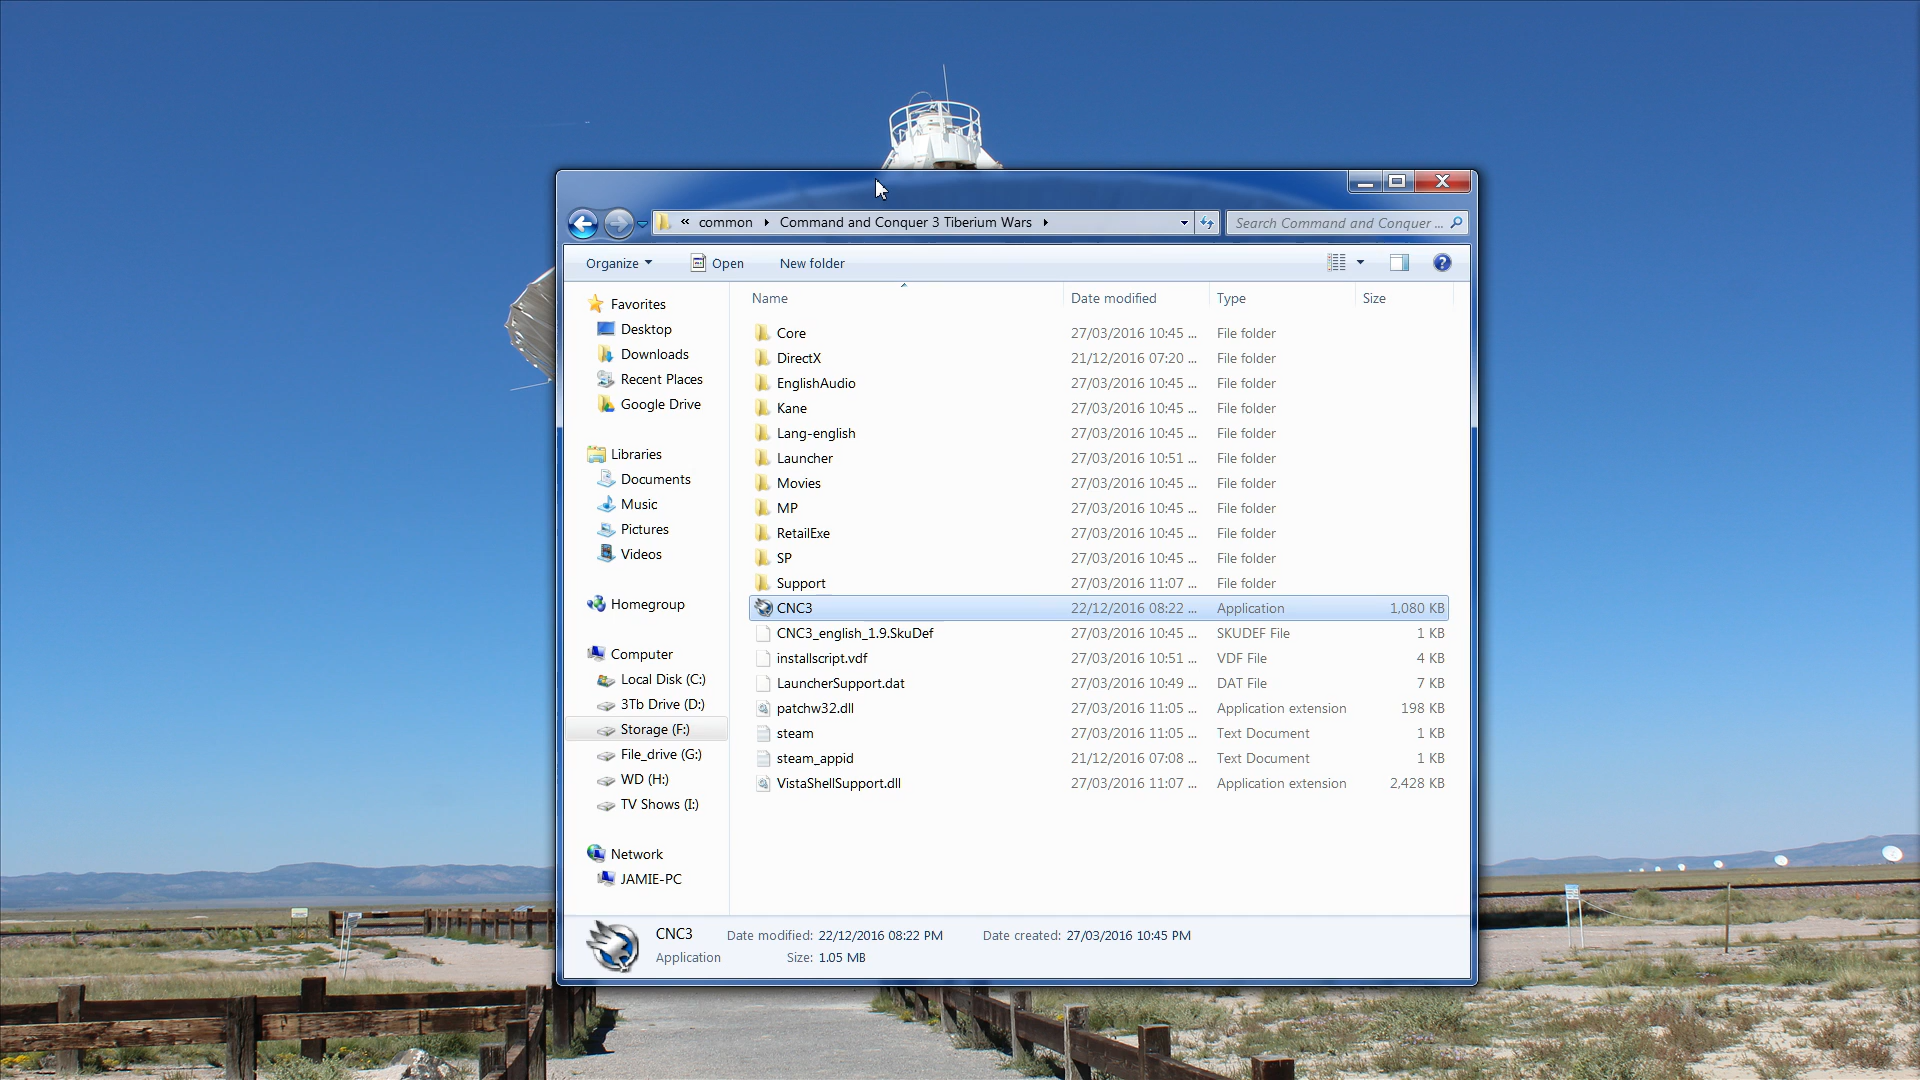 « common ▸ Command and Conquer 3 Tiberium Wars ▸
Search Command and Conquer ...
Organize Open New folder
Name Date modified Type Size
Favorites
Desktop
Downloads
Recent Places
Google Drive
Libraries
Documents
Music
Pictures
Videos
Homegroup
Computer
Local Disk (C:)
3Tb Drive (D:)
Storage (F:)
File_drive (G:)
WD (H:)
TV Shows (I:)
Network
JAMIE-PC
Core 27/03/2016 10:45 ... File folder
DirectX 21/12/2016 07:20 ... File folder
EnglishAudio 27/03/2016 10:45 ... File folder
Kane 27/03/2016 10:45 ... File folder
Lang-english 27/03/2016 10:45 ... File folder
Launcher 27/03/2016 10:51 ... File folder
Movies 27/03/2016 10:45 ... File folder
MP 27/03/2016 10:45 ... File folder
RetailExe 27/03/2016 10:45 ... File folder
SP 27/03/2016 10:45 ... File folder
Support 27/03/2016 11:07 ... File folder
CNC3 22/12/2016 08:22 ... Application 1,080 KB
CNC3_english_1.9.SkuDef 27/03/2016 10:45 ... SKUDEF File 1 KB
installscript.vdf 27/03/2016 10:51 ... VDF File 4 KB
LauncherSupport.dat 27/03/2016 10:49 ... DAT File 7 KB
patchw32.dll 27/03/2016 11:05 ... Application extension 198 KB
steam 27/03/2016 11:05 ... Text Document 1 KB
steam_appid 21/12/2016 07:08 ... Text Document 1 KB
VistaShellSupport.dll 27/03/2016 11:07 ... Application extension 2,428 KB
CNC3 Date modified: 22/12/2016 08:22 PM Date created: 27/03/2016 10:45 PM
Application Size: 1.05 MB